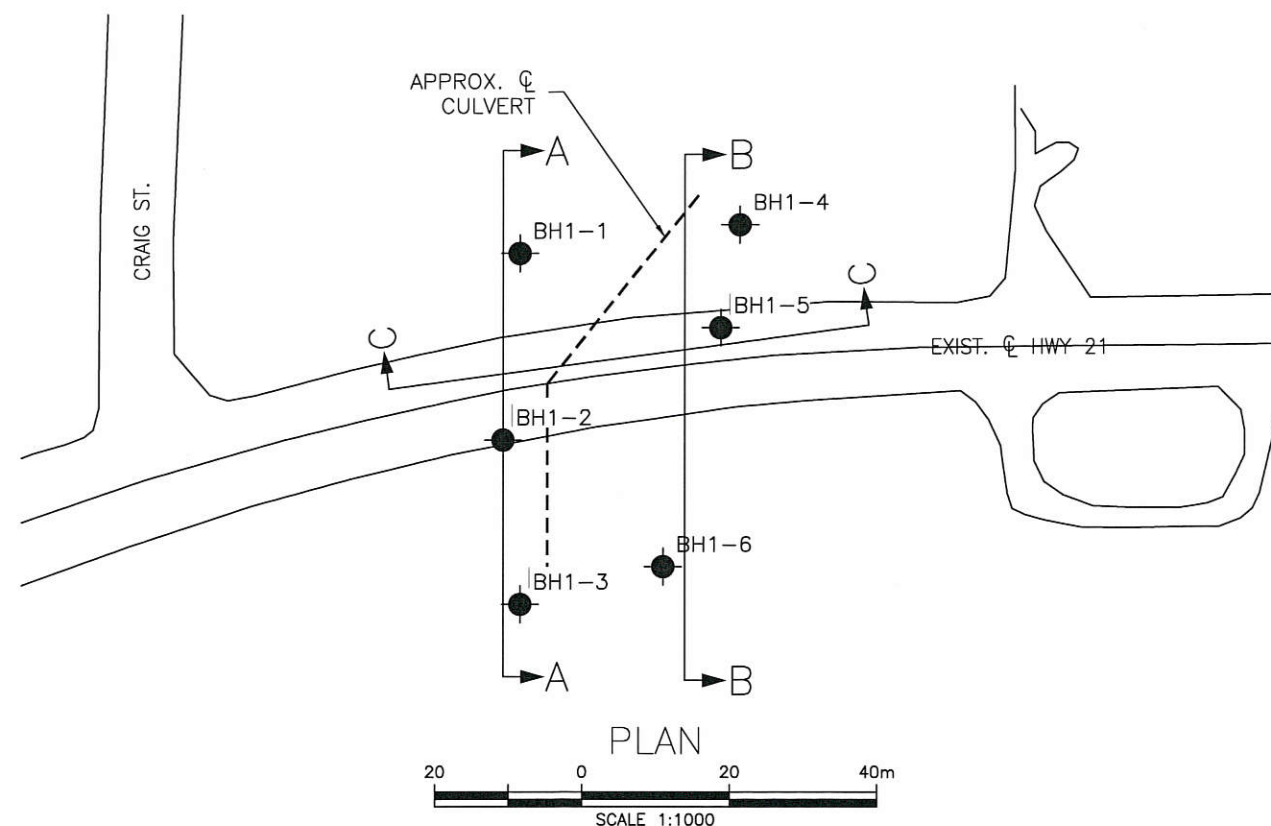 APPROX. ℄
CULVERT
A
B
BH1-4
BH1-1
CRAIG ST.
C
BH1-5
C
EXIST. ℄ HWY 21
BH1-2
BH1-6
BH1-3
A
B
PLAN
20 0 20 40m
SCALE 1:1000